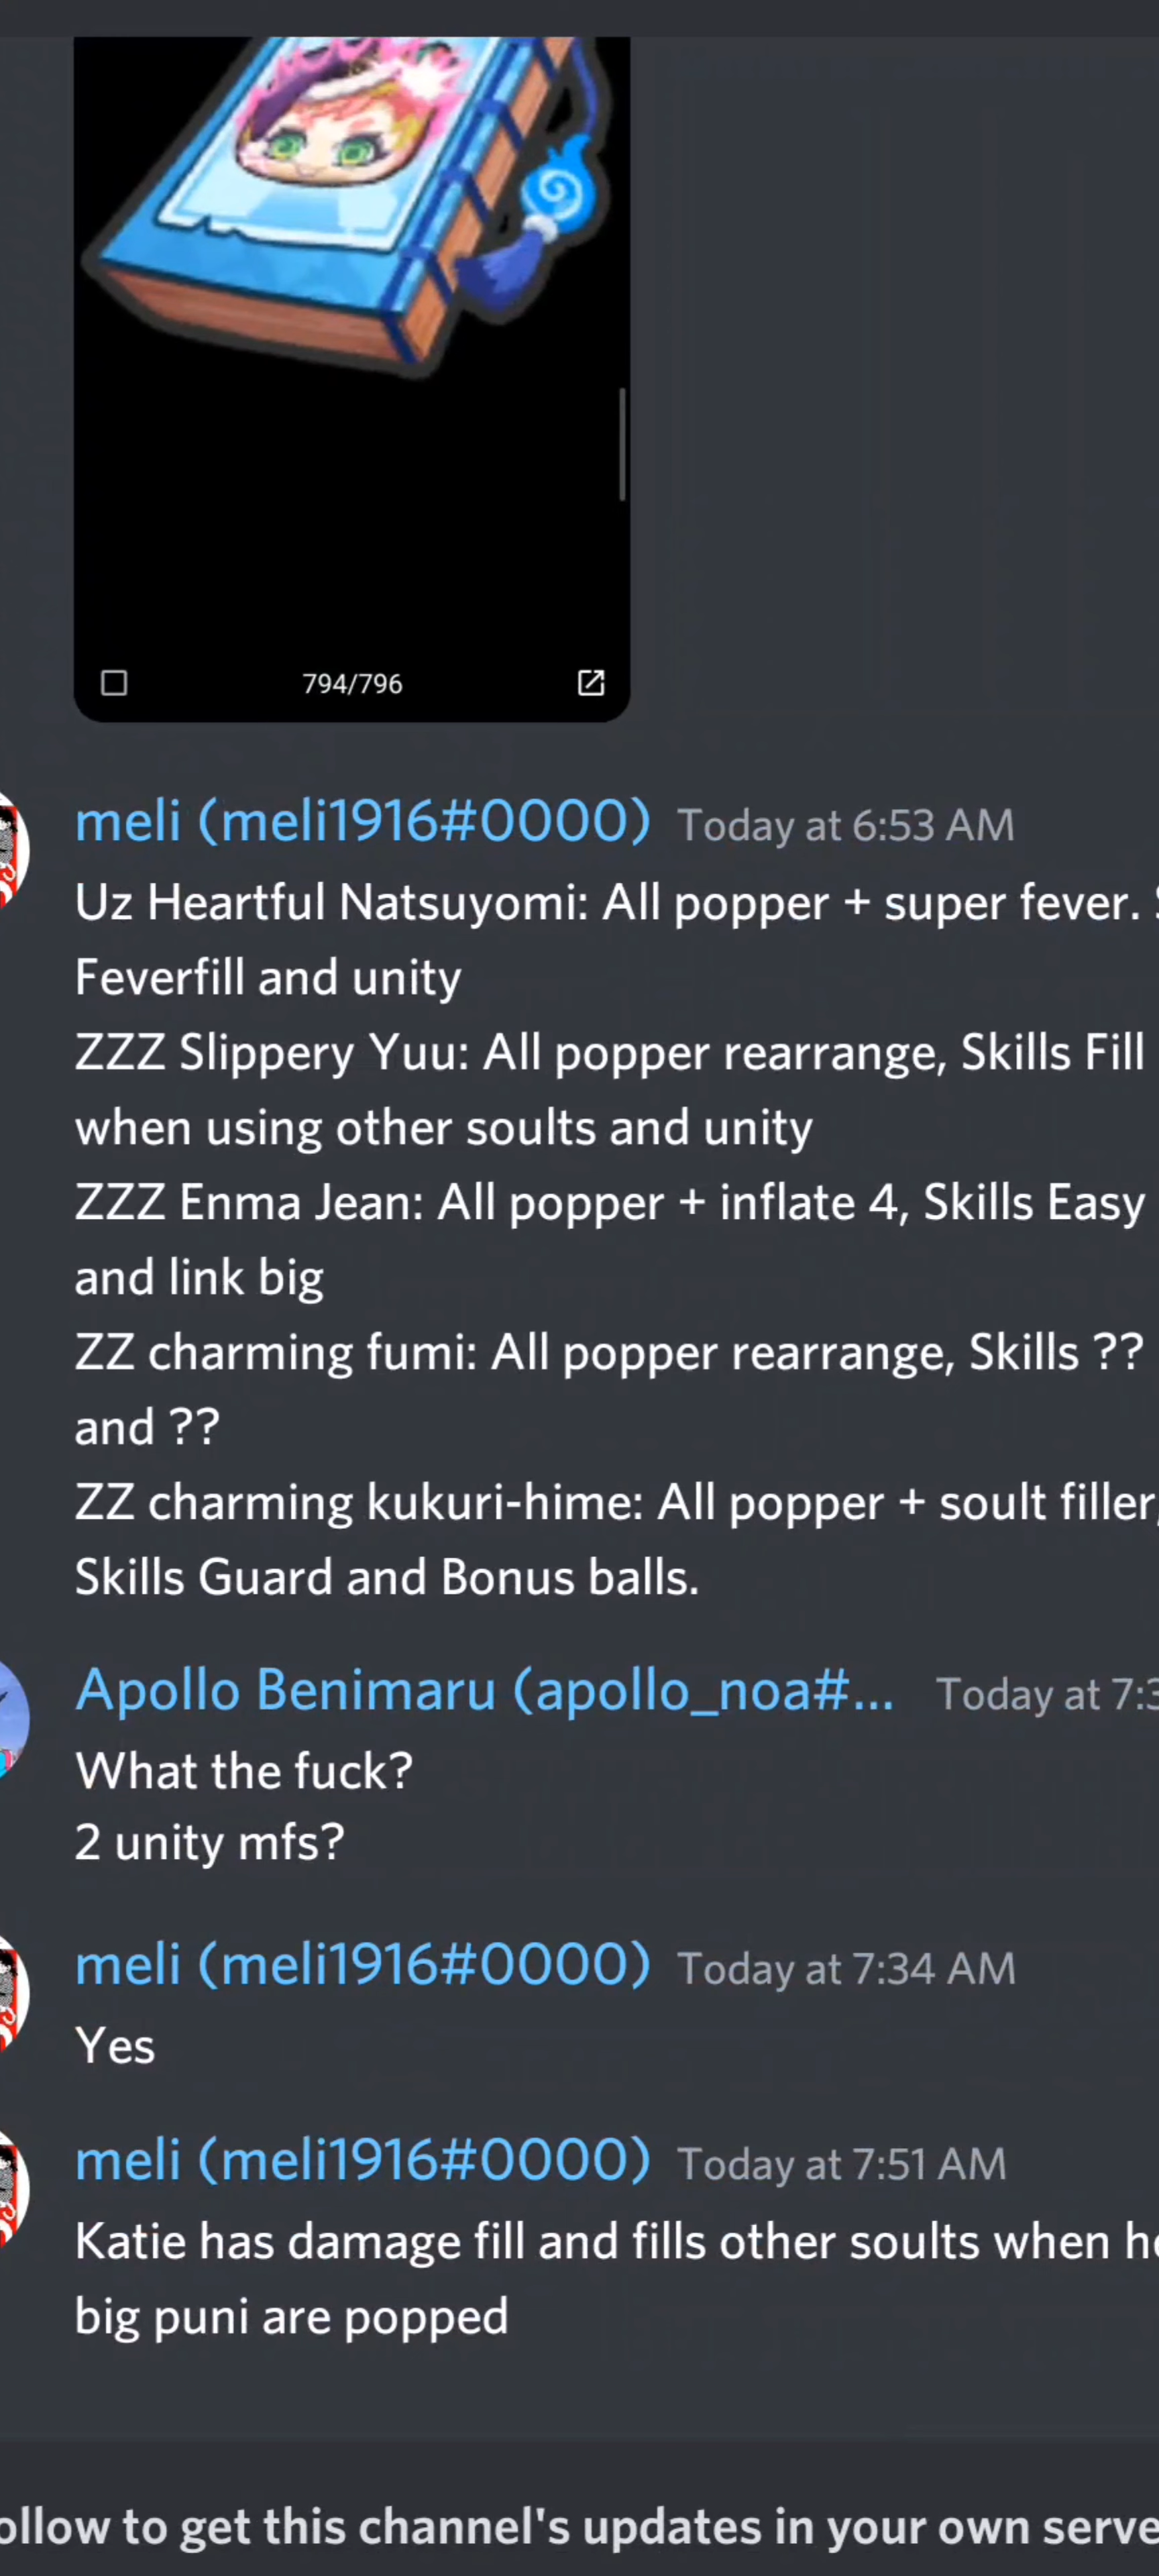 794/796
meli (meli1916#0000) Today at 6:53 AM
Uz Heartful Natsuyomi: All popper + super fever.
Feverfill and unity
ZZZ Slippery Yuu: All popper rearrange, Skills Fill
when using other soults and unity
ZZZ Enma Jean: All popper + inflate 4, Skills Easy
and link big
ZZ charming fumi: All popper rearrange, Skills ??
and ??
ZZ charming kukuri-hime: All popper + soult filler,
Skills Guard and Bonus balls.
Apollo Benimaru (apollo_noa#... Today at 7:3
What the fuck?
2 unity mfs?
meli (meli1916#0000) Today at 7:34 AM
Yes
meli (meli1916#0000) Today at 7:51 AM
Katie has damage fill and fills other soults when
big puni are popped
ollow to get this channel's updates in your own serve